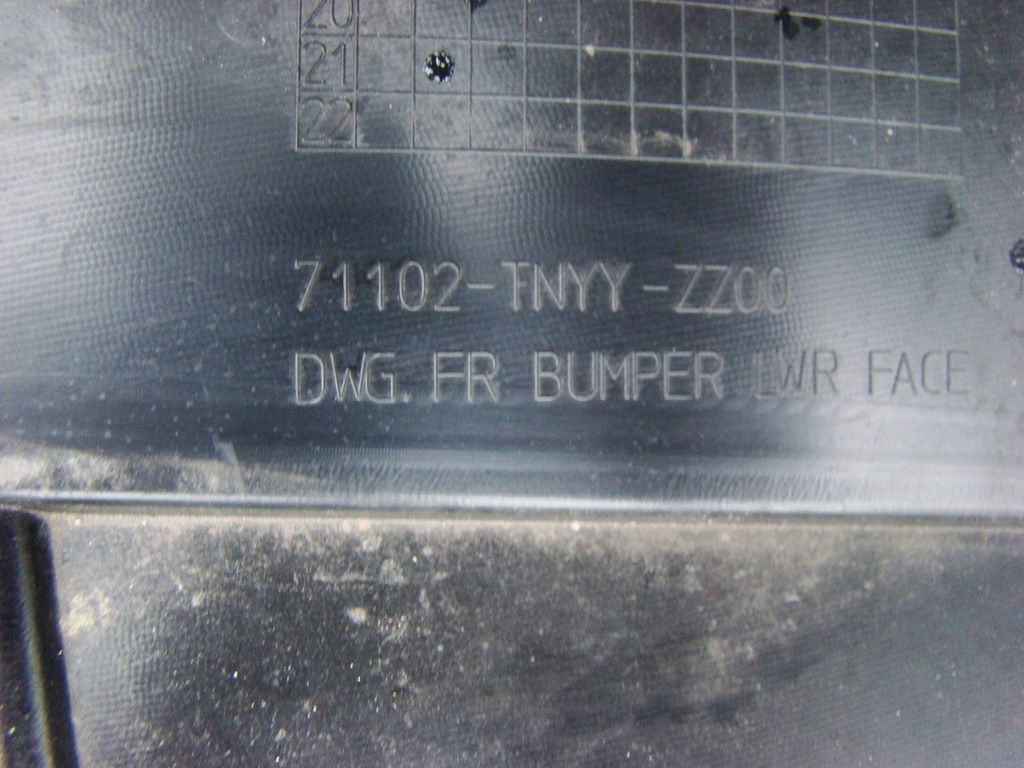 20
21
22
71102-TNYY-ZZ00
DWG. FR BUMPER LWR FACE